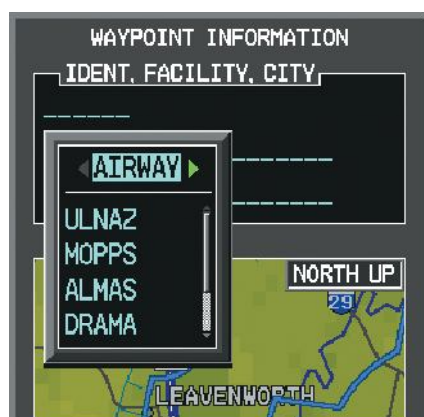 WAYPOINT INFORMATION
IDENT, FACILITY, CITY
AIRWAY
ULNAZ
MOPPS
ALMAS
DRAMA
NORTH UP
29
LEAVENWORTH